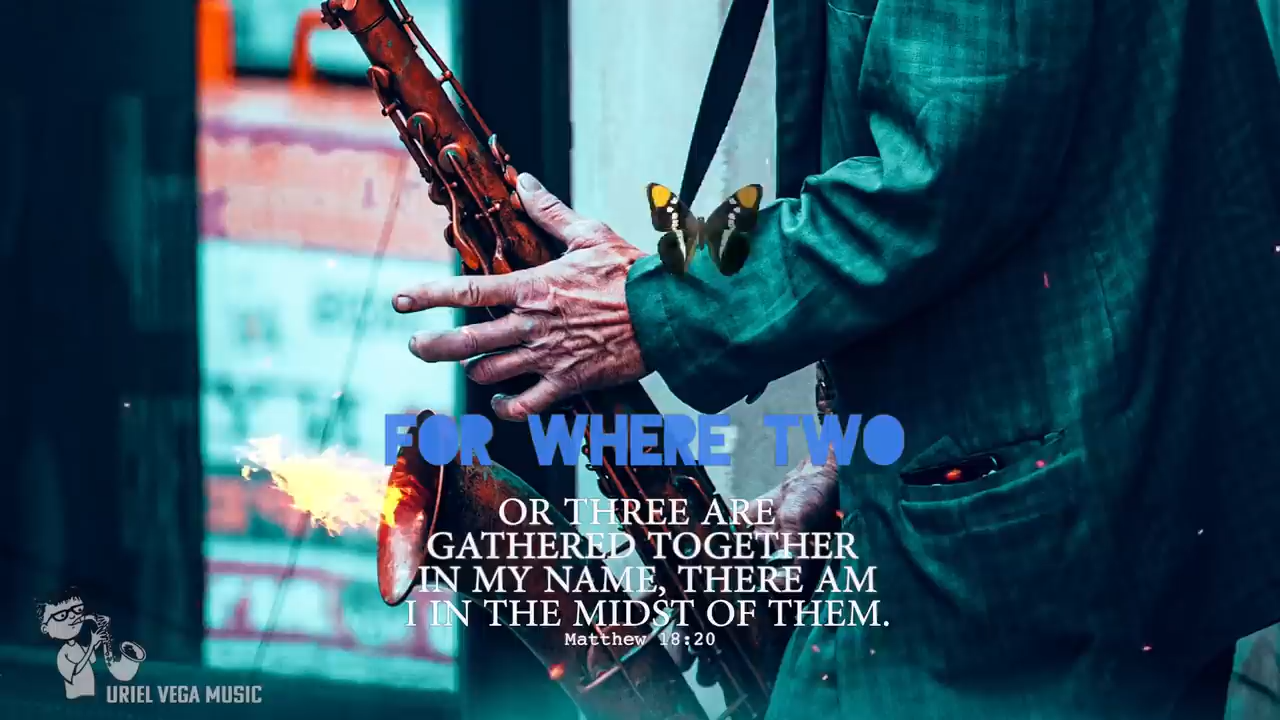 FOR WHERE TWO
OR THREE ARE
GATHERED TOGETHER
IN MY NAME, THERE AM
I IN THE MIDST OF THEM.
Matthew 18:20
URIEL VEGA MUSIC